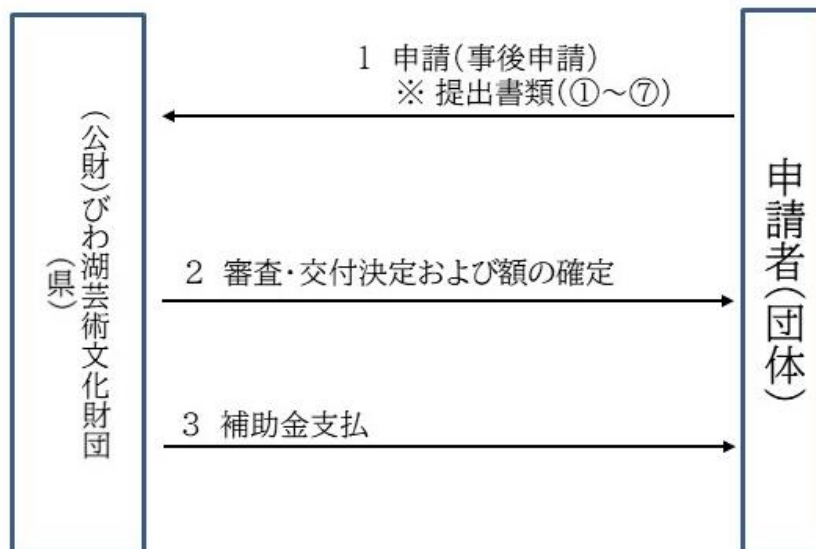 1 申請(事後申請)
※ 提出書類(①~⑦)
(公財)びわ湖芸術文化財団
(県)
2 審査・交付決定および額の確定
3 補助金支払
申請者(団体)